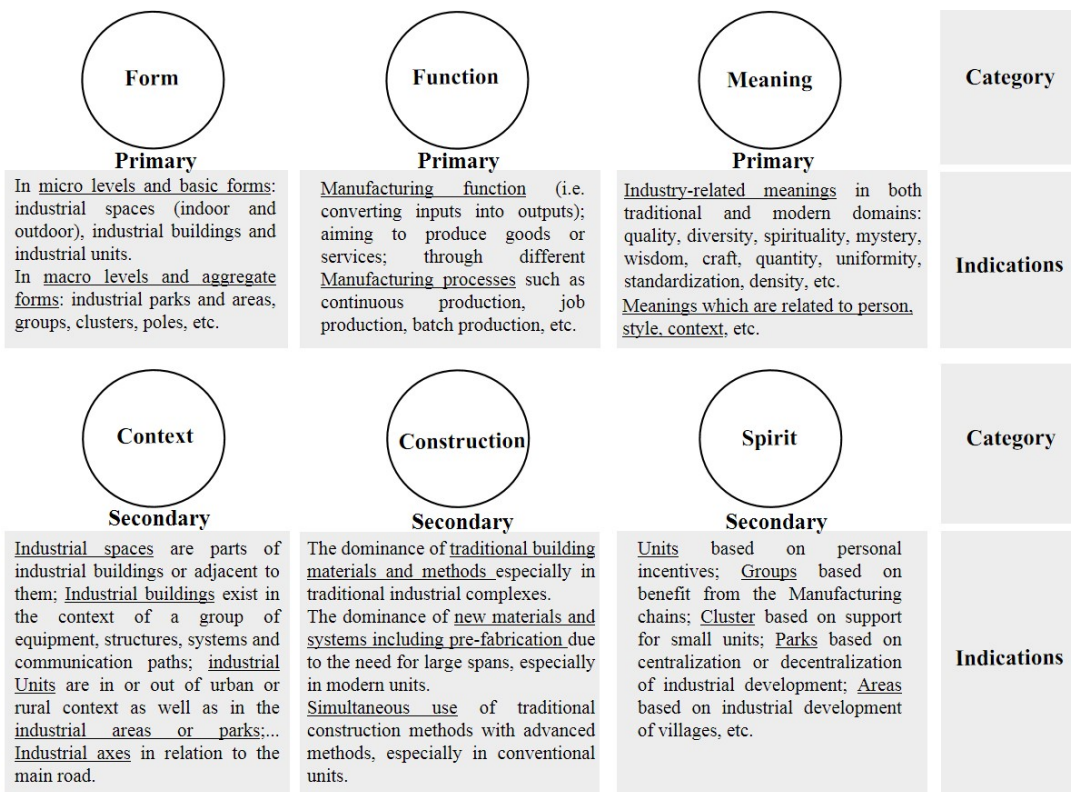 Form
Function
Meaning
Category
Primary
Primary
Primary
In micro levels and basic forms:
industrial spaces (indoor and
outdoor), industrial buildings and
industrial units.
In macro levels and aggregate
forms: industrial parks and areas,
groups, clusters, poles, etc.
Manufacturing function (i.e.
converting inputs into outputs);
aiming to produce goods or
services; through different
Manufacturing processes such as
continuous production, job
production, batch production, etc.
Industry-related meanings in both
traditional and modern domains:
quality, diversity, spirituality, mystery,
wisdom, craft, quantity, uniformity,
standardization, density, etc.
Meanings which are related to person,
style, context, etc.
Indications
Context
Construction
Spirit
Category
Secondary
Secondary
Secondary
Industrial spaces are parts of
industrial buildings or adjacent to
them; Industrial buildings exist in
the context of a group of
equipment, structures, systems and
communication paths; industrial
Units are in or out of urban or
rural context as well as in the
industrial areas or parks;...
Industrial axes in relation to the
main road.
The dominance of traditional building
materials and methods especially in
traditional industrial complexes.
The dominance of new materials and
systems including pre-fabrication due
to the need for large spans, especially
in modern units.
Simultaneous use of traditional
construction methods with advanced
methods, especially in conventional
units.
Units based on personal
incentives; Groups based on
benefit from the Manufacturing
chains; Cluster based on support
for small units; Parks based on
centralization or decentralization
of industrial development; Areas
based on industrial development
of villages, etc.
Indications